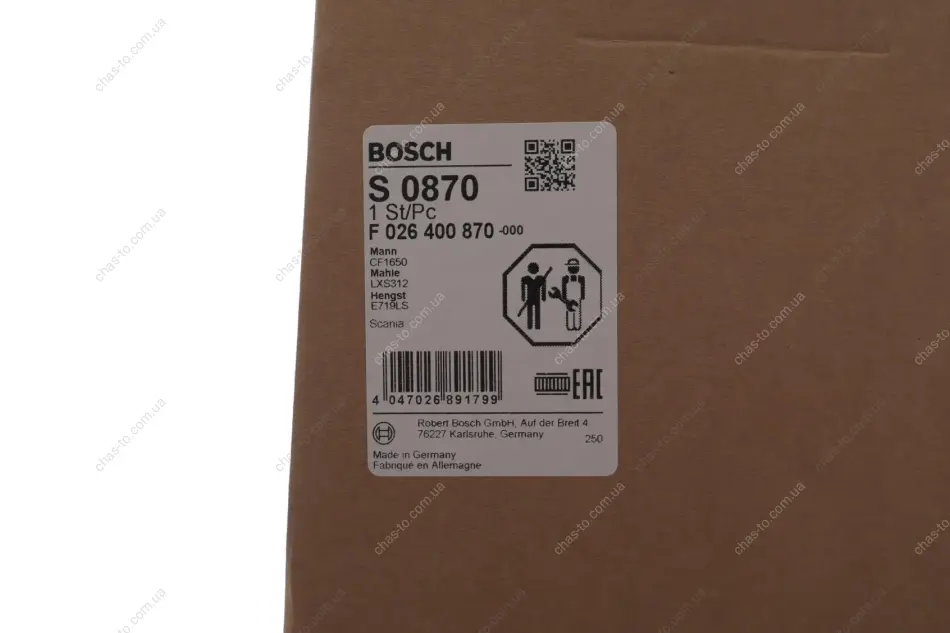 BOSCH
S 0870
1 St/Pc
F 026 400 870 -000
Mann
CF1650
Mahle
LXS312
Hengst
E719LS
Scania
4 047026 891799
EAC
Robert Bosch GmbH, Auf der Breit 4
76227 Karlsruhe, Germany
250
Made in Germany
Fabriqué en Allemagne
chas-to.com.ua